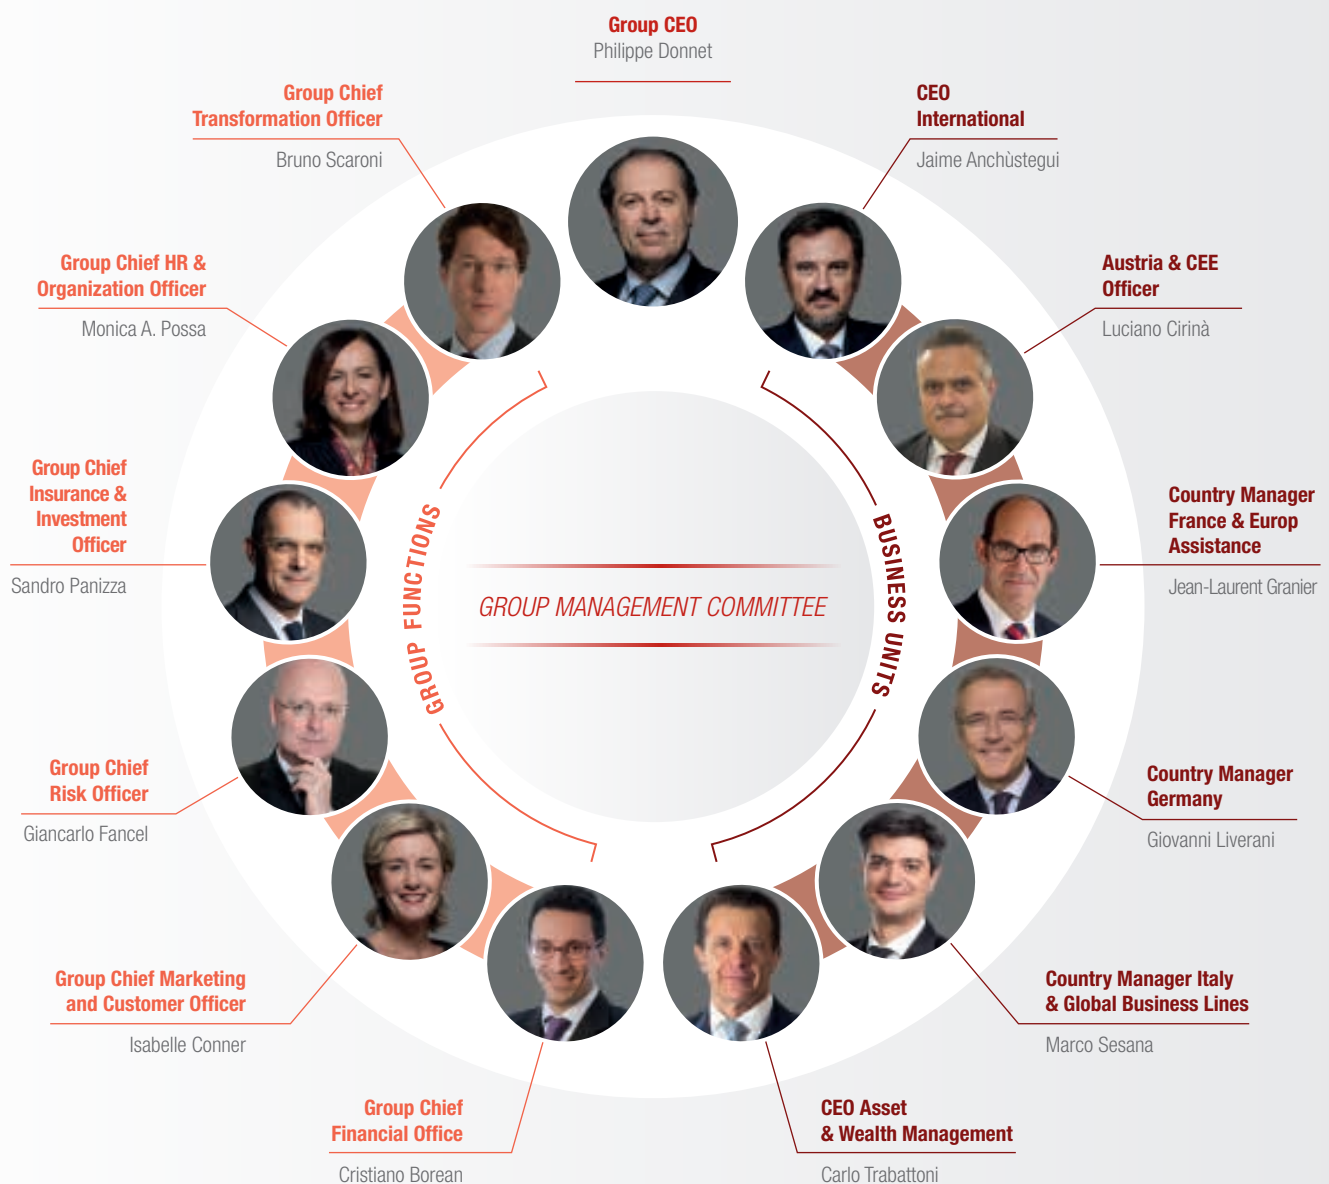 Group CEO
Philippe Donnet
Group Chief
Transformation Officer
Bruno Scaroni
CEO
International
Jaime Anchùstegui
Group Chief HR &
Organization Officer
Monica A. Possa
Austria & CEE
Officer
Luciano Cirinà
Group Chief
Insurance &
Investment
Officer
Sandro Panizza
Country Manager
France & Europ
Assistance
Jean-Laurent Granier
GROUP FUNCTIONS
GROUP MANAGEMENT COMMITTEE
BUSINESS UNITS
Group Chief
Risk Officer
Giancarlo Fancel
Country Manager
Germany
Giovanni Liverani
Group Chief Marketing
and Customer Officer
Isabelle Conner
Country Manager Italy
& Global Business Lines
Marco Sesana
Group Chief
Financial Office
Cristiano Borean
CEO Asset
& Wealth Management
Carlo Trabattoni